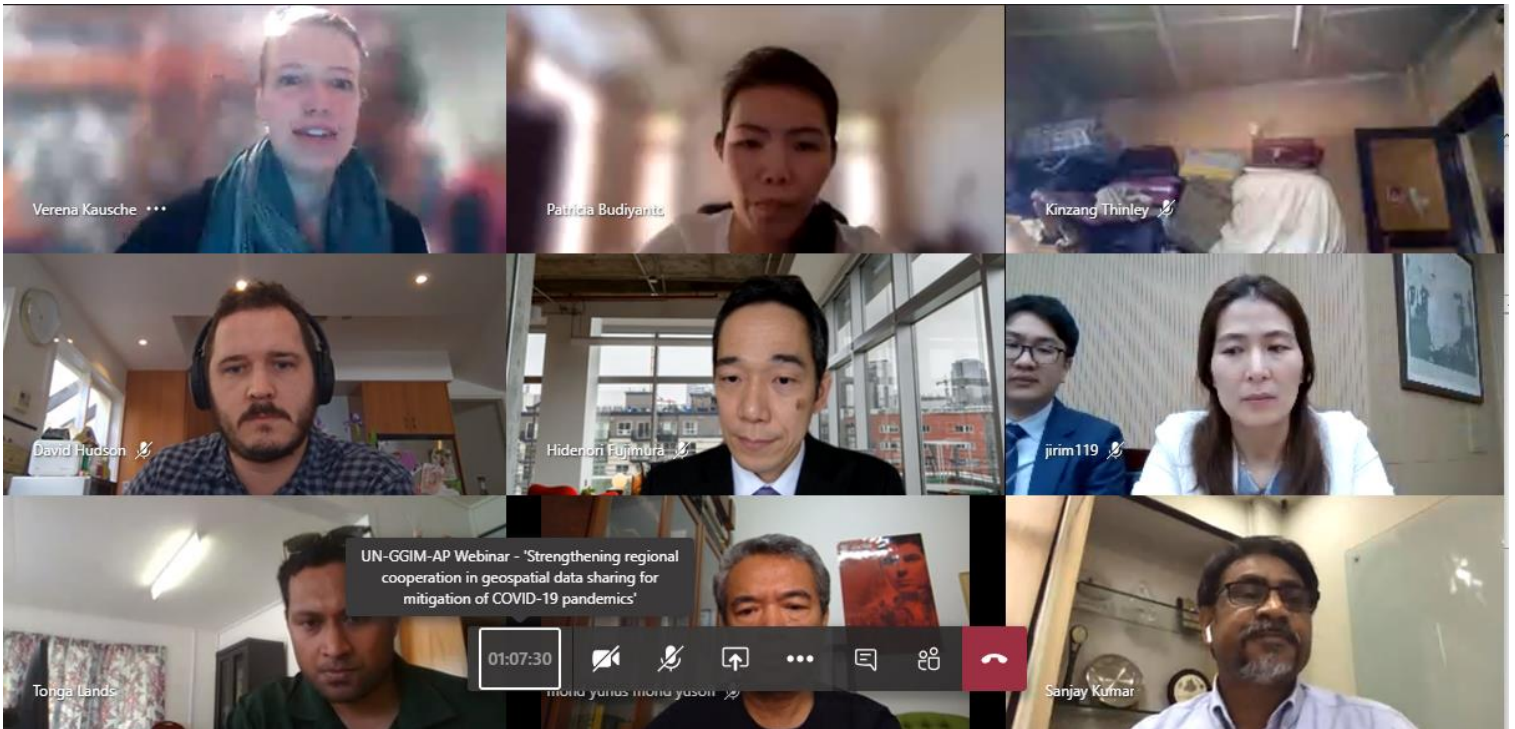 Verena Kausche •••
Patricia Budiyanto
Kinzang Thinley
David Hudson
Hidenori Fujimura
jirim119
UN-GGIM-AP Webinar - 'Strengthening regional
cooperation in geospatial data sharing for
mitigation of COVID-19 pandemics'
01:07:30
Tonga Lands
mohd yunus mohd yusoff
Sanjay Kumar